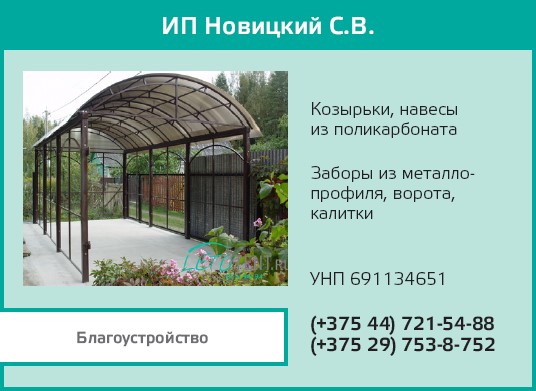 ИП Новицкий С.В.
Козырьки, навесы
из поликарбоната
Заборы из металло-
профиля, ворота,
калитки
УНП 691134651
Благоустройство
(+375 44) 721-54-88
(+375 29) 753-8-752